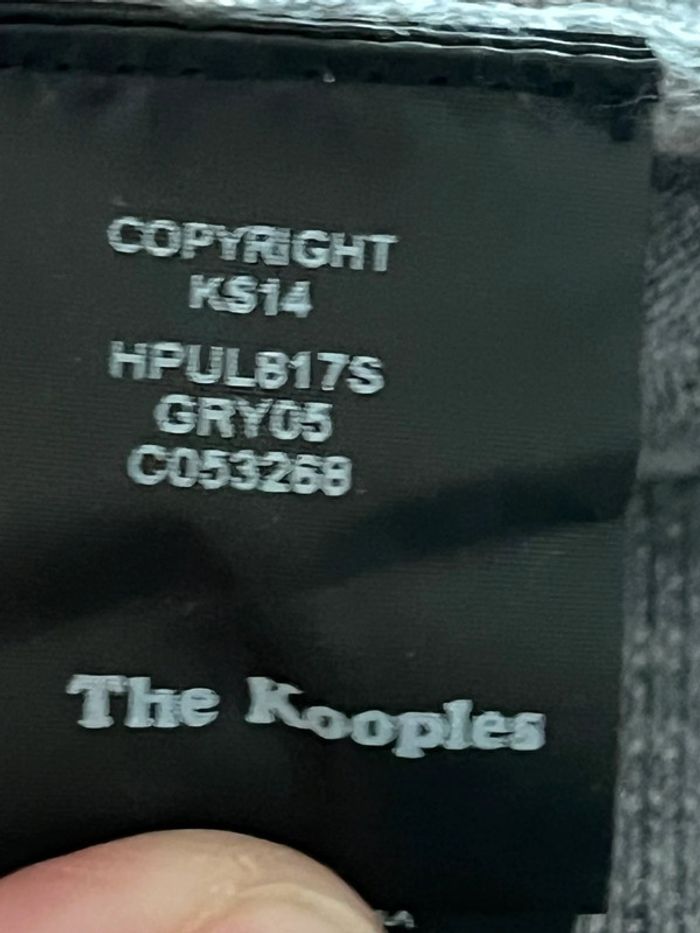 COPYRIGHT
KS14
HPUL817S
GRY05
C053268
The Kooples